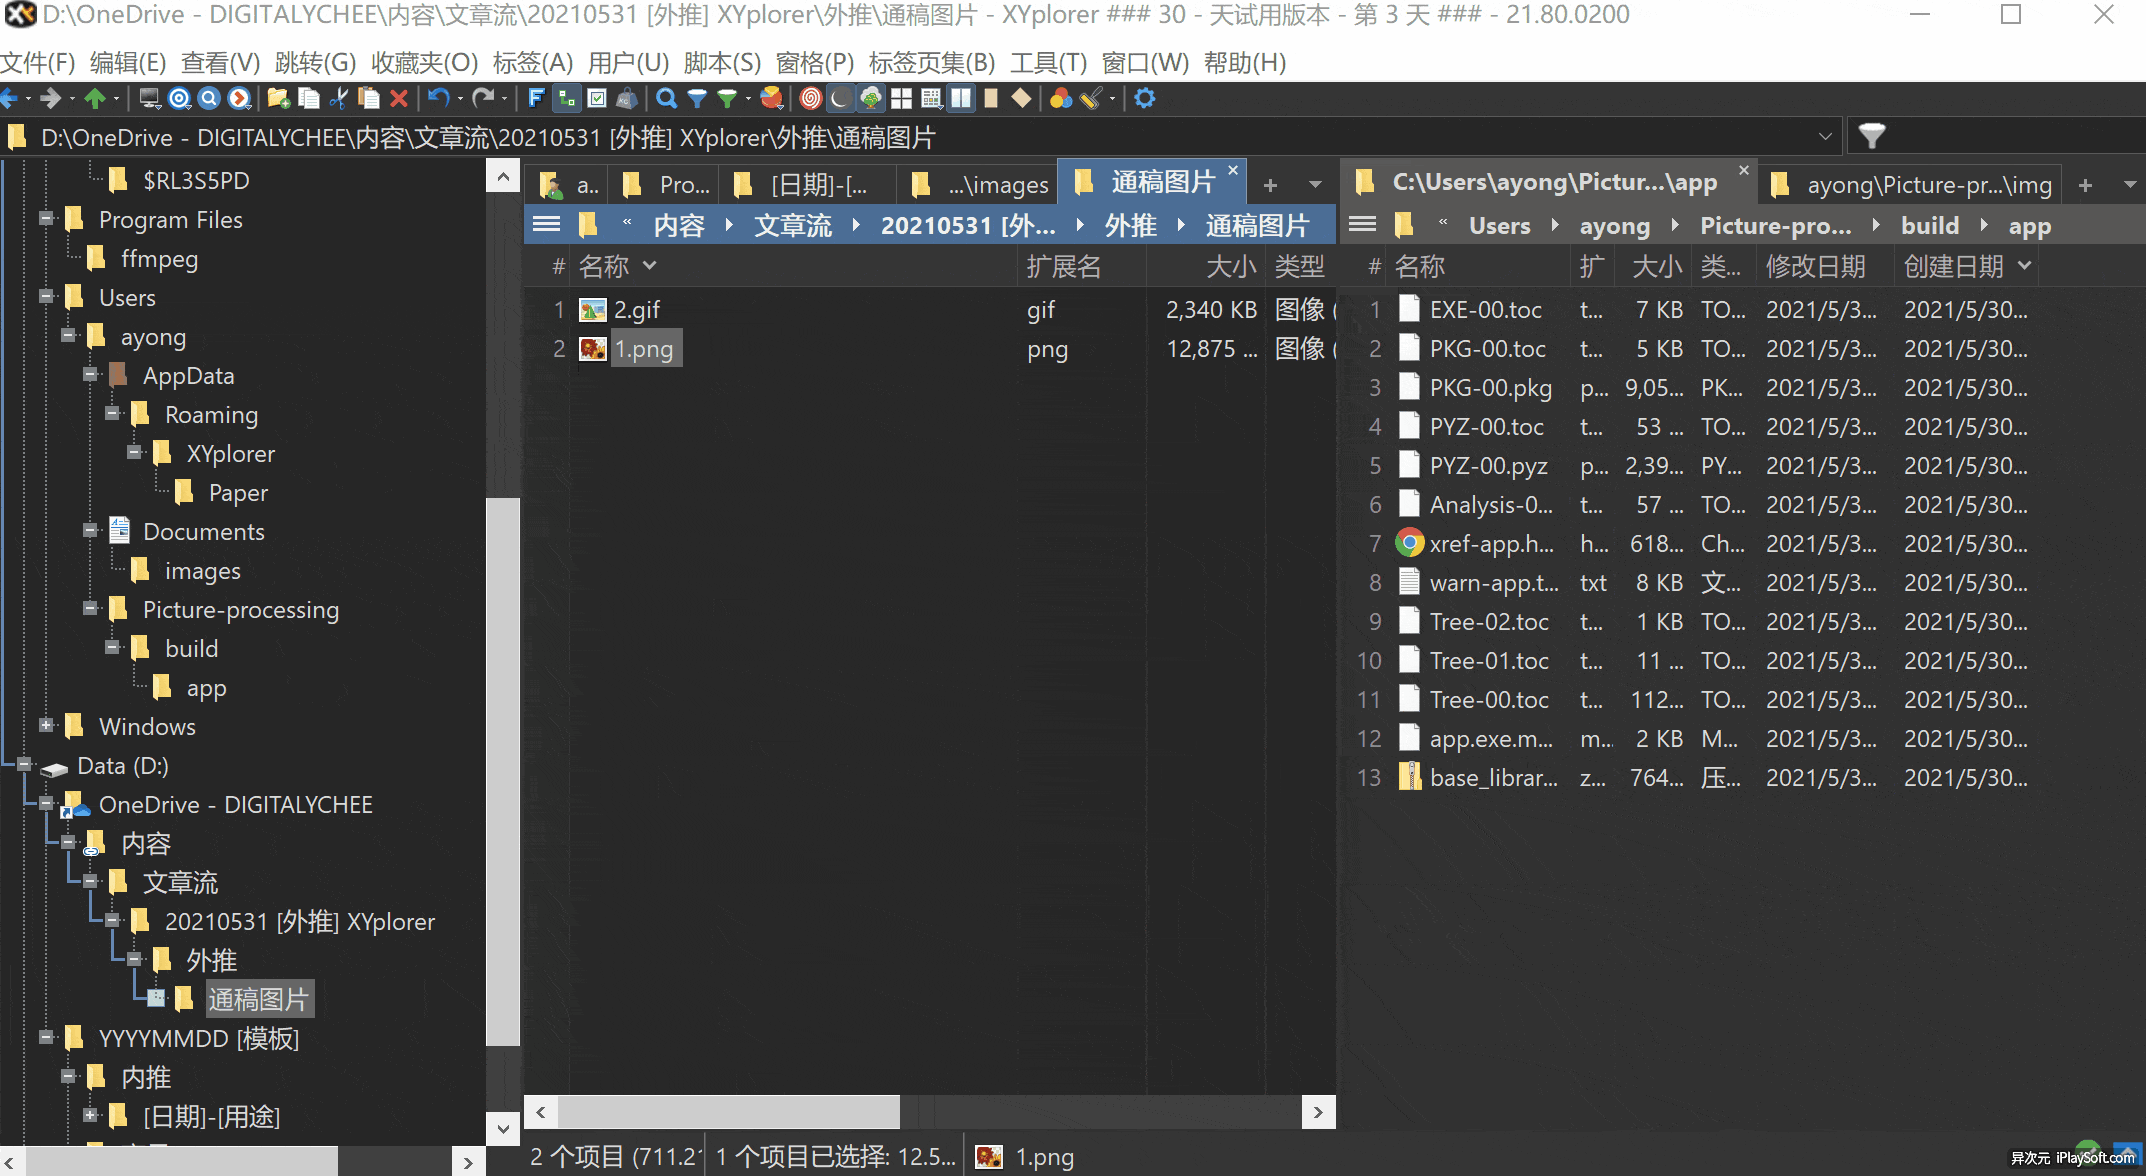 D:\OneDrive - DIGITALYCHEE\内容\文章流\20210531 [外推] XYplorer\外推\通稿图片 - XYplorer ### 30 - 天试用版本 - 第 3 天 ### - 21.80.0200
文件(F) 编辑(E) 查看(V) 跳转(G) 收藏夹(O) 标签(A) 用户(U) 脚本(S) 窗格(P) 标签页集(B) 工具(T) 窗口(W) 帮助(H)
D:\OneDrive - DIGITALYCHEE\内容\文章流\20210531 [外推] XYplorer\外推\通稿图片
$RL3S5PD
Program Files
ffmpeg
Users
ayong
AppData
Roaming
XYplorer
Paper
Documents
images
Picture-processing
build
app
Windows
Data (D:)
OneDrive - DIGITALYCHEE
内容
文章流
20210531 [外推] XYplorer
外推
通稿图片
YYYYMMDD [模板]
内推
[日期]-[用途]
a.. Pro... [日期]-[... ...\images 通稿图片
« 内容 文章流 20210531 [外... 外推 通稿图片
# 名称 扩展名 大小 类型
1 2.gif gif 2,340 KB 图像 (
2 1.png png 12,875 ... 图像 (
C:\Users\ayong\Pictur...\app ayong\Picture-pr...\img
« Users ayong Picture-pro... build app
# 名称 扩 大小 类... 修改日期 创建日期
1 EXE-00.toc t... 7 KB TO... 2021/5/3... 2021/5/30...
2 PKG-00.toc t... 5 KB TO... 2021/5/3... 2021/5/30...
3 PKG-00.pkg p... 9,05... PK... 2021/5/3... 2021/5/30...
4 PYZ-00.toc t... 53 ... TO... 2021/5/3... 2021/5/30...
5 PYZ-00.pyz p... 2,39... PY... 2021/5/3... 2021/5/30...
6 Analysis-0... t... 57 ... TO... 2021/5/3... 2021/5/30...
7 xref-app.h... h... 618... Ch... 2021/5/3... 2021/5/30...
8 warn-app.t... txt 8 KB 文... 2021/5/3... 2021/5/30...
9 Tree-02.toc t... 1 KB TO... 2021/5/3... 2021/5/30...
10 Tree-01.toc t... 11 ... TO... 2021/5/3... 2021/5/30...
11 Tree-00.toc t... 112... TO... 2021/5/3... 2021/5/30...
12 app.exe.m... m... 2 KB M... 2021/5/3... 2021/5/30...
13 base_librar... z... 764... 压... 2021/5/3... 2021/5/30...
2 个项目 (711.2 1 个项目已选择: 12.5... 1.png
异次元 iPlaySoft.com